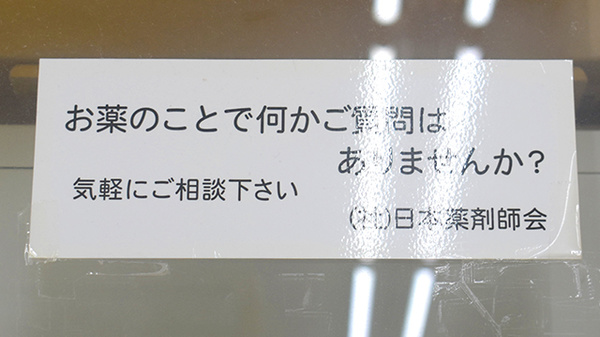 お薬のことで何かご質問は
ありませんか?
気軽にご相談下さい
(社)日本薬剤師会